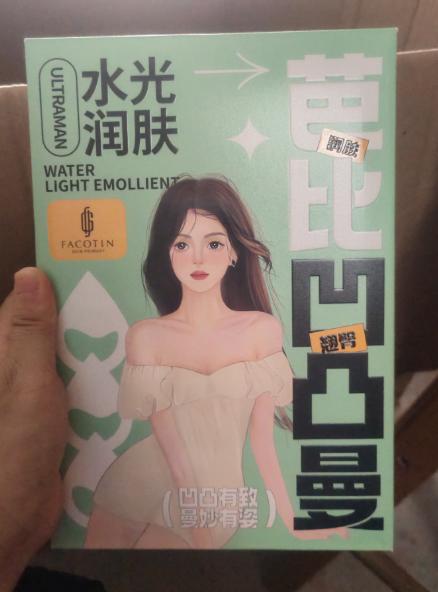 ULTRAMAN
水光
润肤
WATER
LIGHT EMOLLIENT
FACOTIN
芭比
凹凸曼
润胺
翘臀
(凹凸有致
曼妙有姿)